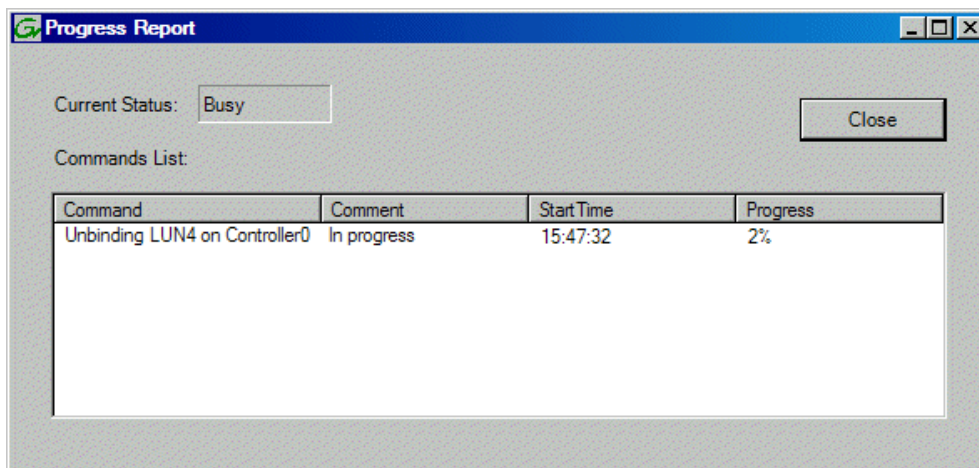 Progress Report
Current Status: Busy
Close
Commands List:
Command Comment StartTime Progress
Unbinding LUN4 on Controller0 In progress 15:47:32 2%